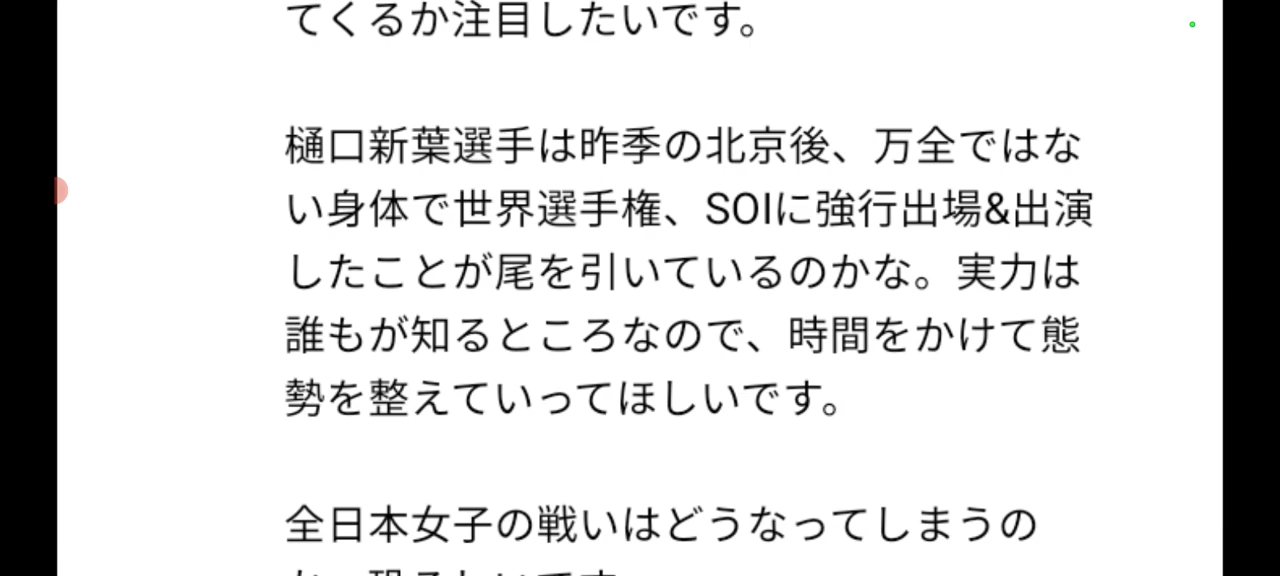 てくるか注目したいです。
樋口新葉選手は昨季の北京後、万全ではな
い身体で世界選手権、SOIに強行出場&出演
したことが尾を引いているのかな。実力は
誰もが知るところなので、時間をかけて態
勢を整えていってほしいです。
全日本女子の戦いはどうなってしまうの